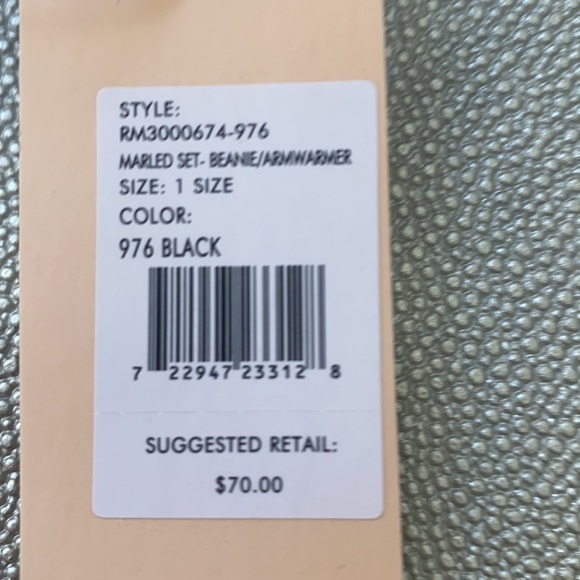 STYLE:
RM3000674-976
MARLED SET- BEANIE/ARMWARMER
SIZE: 1 SIZE
COLOR:
976 BLACK
7 22947 23312 8
SUGGESTED RETAIL:
$70.00